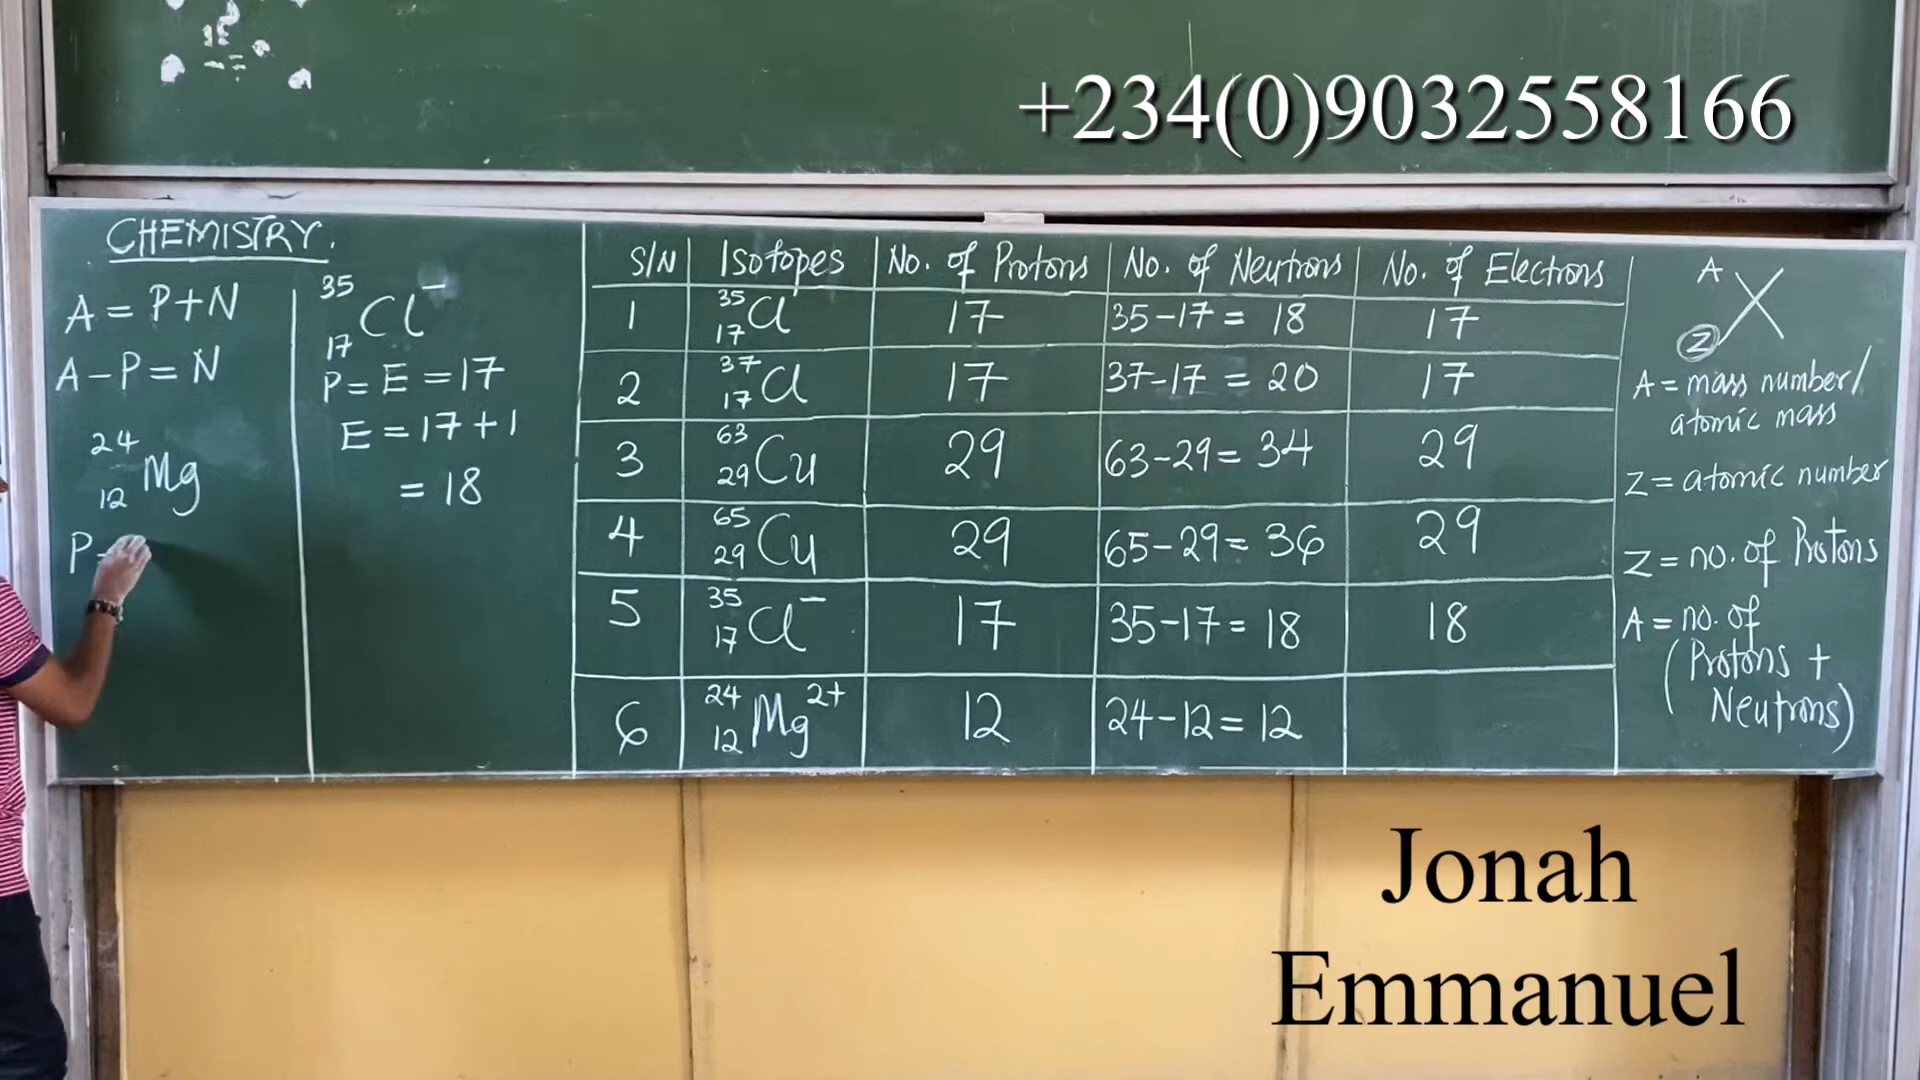 +234(0)9032558166
CHEMISTRY.
A = P+N
A - P = N
24
12 Mg
P
35
17 Cl⁻
P = E = 17
E = 17 + 1
= 18
S/N Isotopes No. of Protons No. of Neutrons No. of Electrons
1 35 17 Cl 17 35-17 = 18 17
2 37 17 Cl 17 37-17 = 20 17
3 63 29 Cu 29 63-29 = 34 29
4 65 29 Cu 29 65-29 = 36 29
5 35 17 Cl⁻ 17 35-17 = 18 18
6 24 12 Mg 2+ 12 24-12 = 12
A X
Z
A = mass number/
atomic mass
Z = atomic number
Z = no. of Protons
A = no. of
(Protons +
Neutrons)
Jonah
Emmanuel